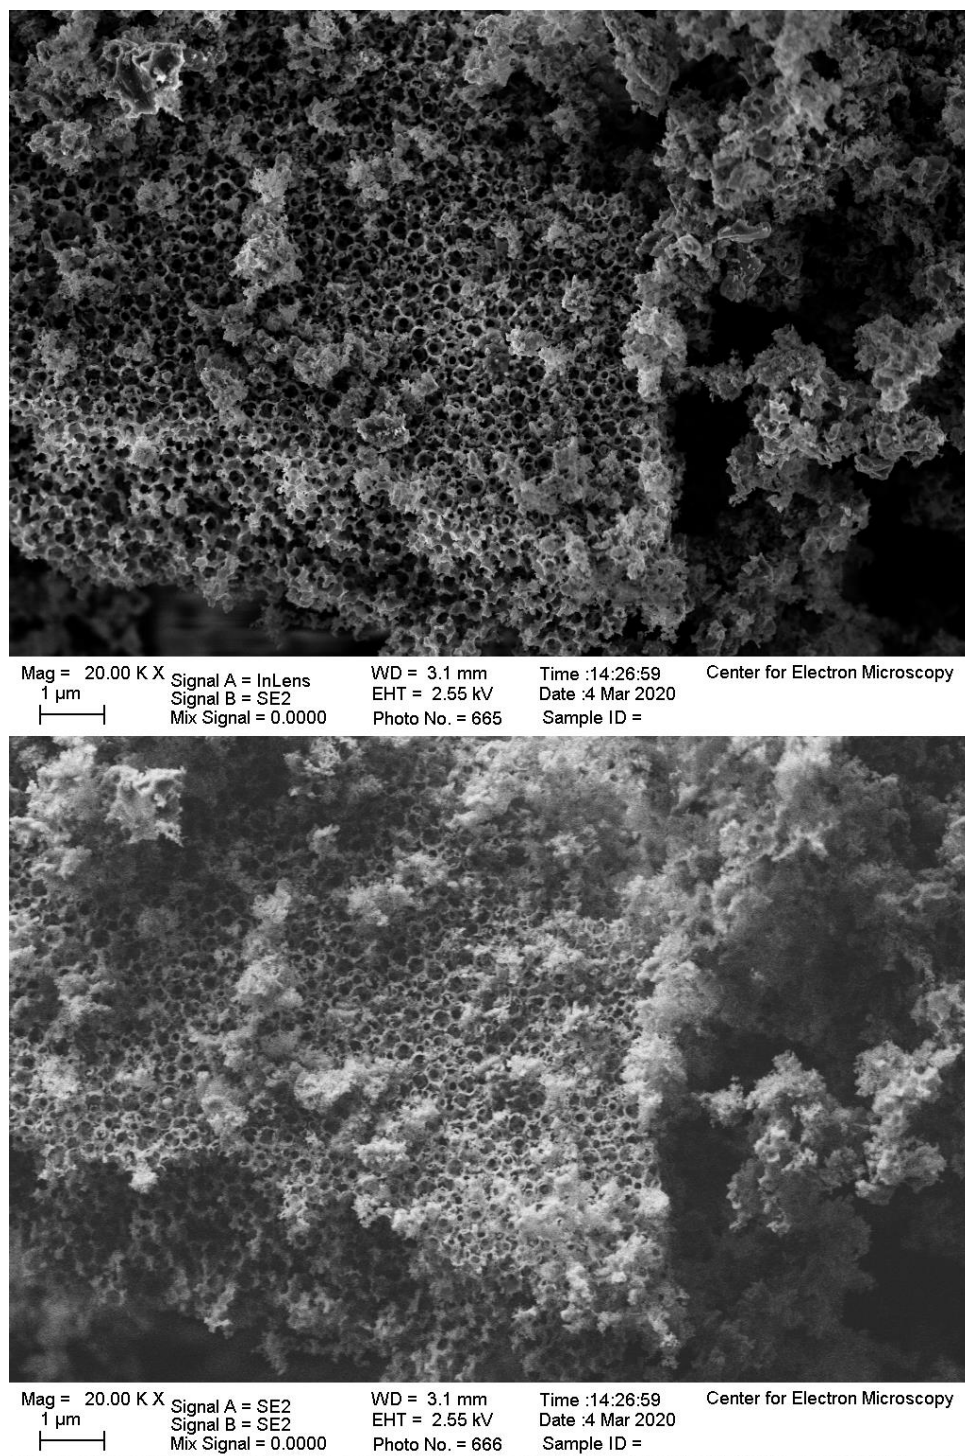 Mag = 20.00 K X Signal A = InLens WD = 3.1 mm Time :14:26:59 Center for Electron Microscopy
1 µm Signal B = SE2 EHT = 2.55 kV Date :4 Mar 2020
Mix Signal = 0.0000 Photo No. = 665 Sample ID =
Mag = 20.00 K X Signal A = SE2 WD = 3.1 mm Time :14:26:59 Center for Electron Microscopy
1 µm Signal B = SE2 EHT = 2.55 kV Date :4 Mar 2020
Mix Signal = 0.0000 Photo No. = 666 Sample ID =